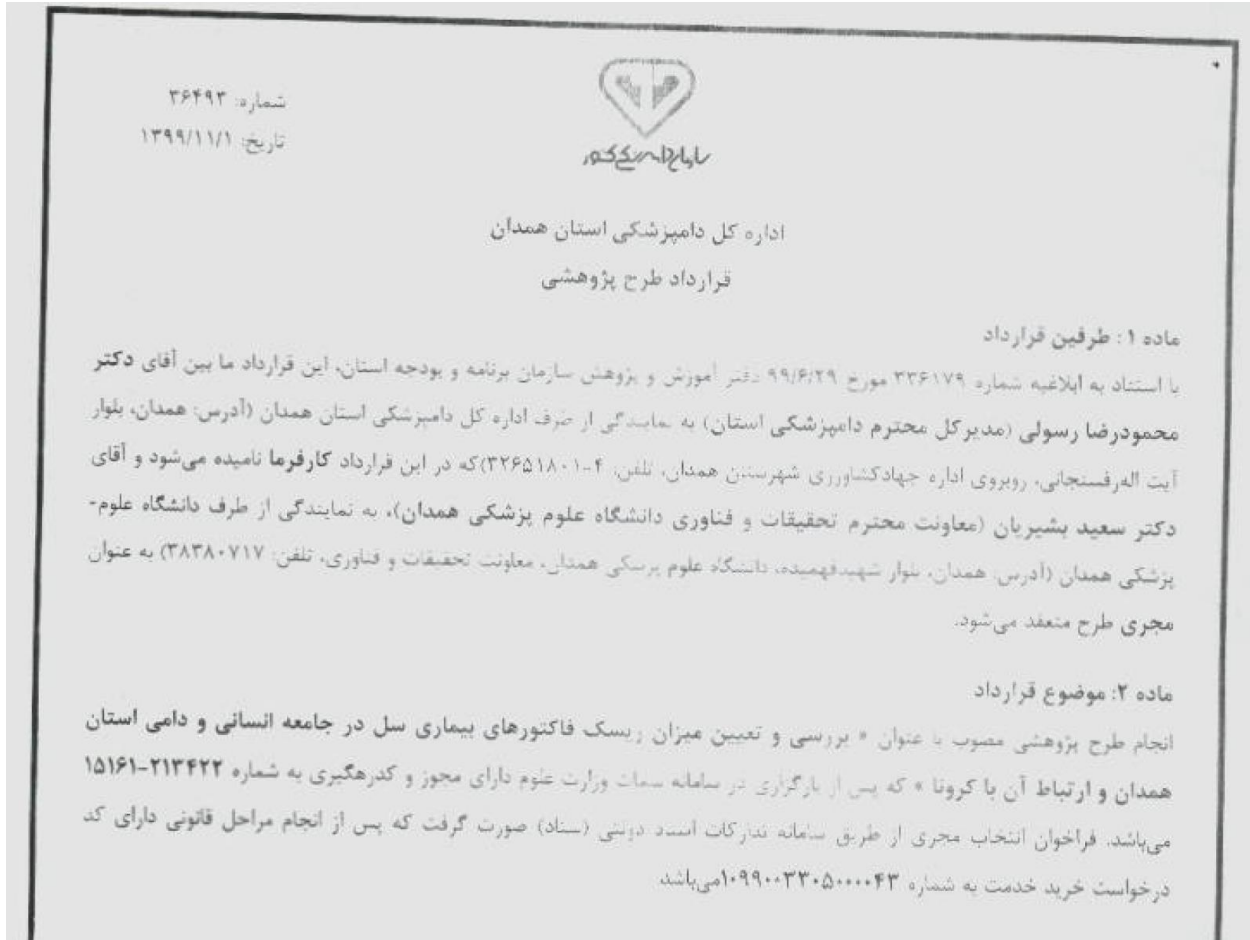 شماره: ۳۶۴۹۳
تاریخ: ۱۳۹۹/۱۱/۱
سازمان دامپزشکی کشور
اداره کل دامپزشکی استان همدان
قرارداد طرح پژوهشی
ماده ۱: طرفین قرارداد
با استناد به ابلاغیه شماره ۳۳۶۱۷۹ مورخ ۹۹/۶/۲۹ دفتر آموزش و پژوهش سازمان برنامه و بودجه استان، این قرارداد ما بین آقای دکتر
محمودرضا رسولی (مدیرکل محترم دامپزشکی استان) به نمایندگی از طرف اداره کل دامپزشکی استان همدان (آدرس: همدان، بلوار
آیت اله‌رفسنجانی، روبروی اداره جهادکشاورزی شهرستان همدان، تلفن: ۴-۳۲۶۵۱۸۰۱)که در این قرارداد کارفرما نامیده می‌شود و آقای
دکتر سعید بشیریان (معاونت محترم تحقیقات و فناوری دانشگاه علوم پزشکی همدان)، به نمایندگی از طرف دانشگاه علوم-
پزشکی همدان (آدرس: همدان، بلوار شهیدفهمیده، دانشگاه علوم پزشکی همدان، معاونت تحقیقات و فناوری، تلفن: ۳۸۳۸۰۷۱۷) به عنوان
مجری طرح منعقد می‌شود.
ماده ۲: موضوع قرارداد
انجام طرح پژوهشی مصوب با عنوان « بررسی و تعیین میزان ریسک فاکتورهای بیماری سل در جامعه انسانی و دامی استان
همدان و ارتباط آن با کرونا » که پس از بارگزاری در سامانه سمات وزارت علوم دارای مجوز و کدرهگیری به شماره ۲۱۳۴۲۲-۱۵۱۶۱
می‌باشد. فراخوان انتخاب مجری از طریق سامانه تدارکات دولتی (ستاد) صورت گرفت که پس از انجام مراحل قانونی دارای کد
درخواست خرید خدمت به شماره ۱۰۹۹۰۰۳۳۰۵۰۰۰۰۴۳می‌باشد